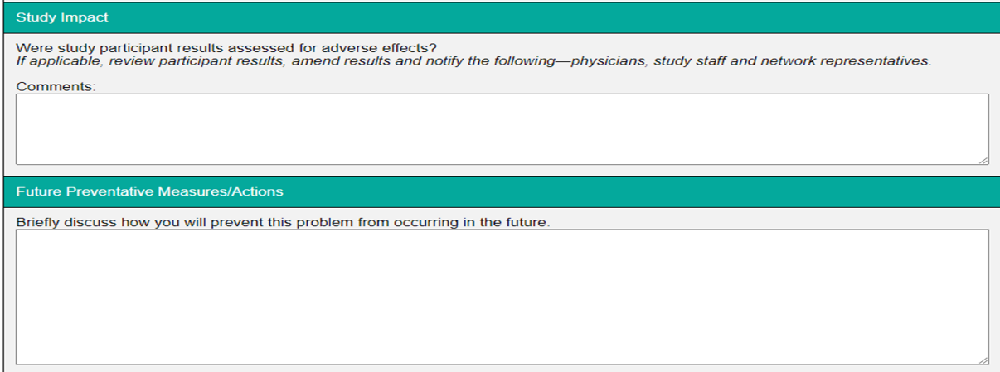 Study Impact
Were study participant results assessed for adverse effects?
If applicable, review participant results, amend results and notify the following—physicians, study staff and network representatives.
Comments:
Future Preventative Measures/Actions
Briefly discuss how you will prevent this problem from occurring in the future.